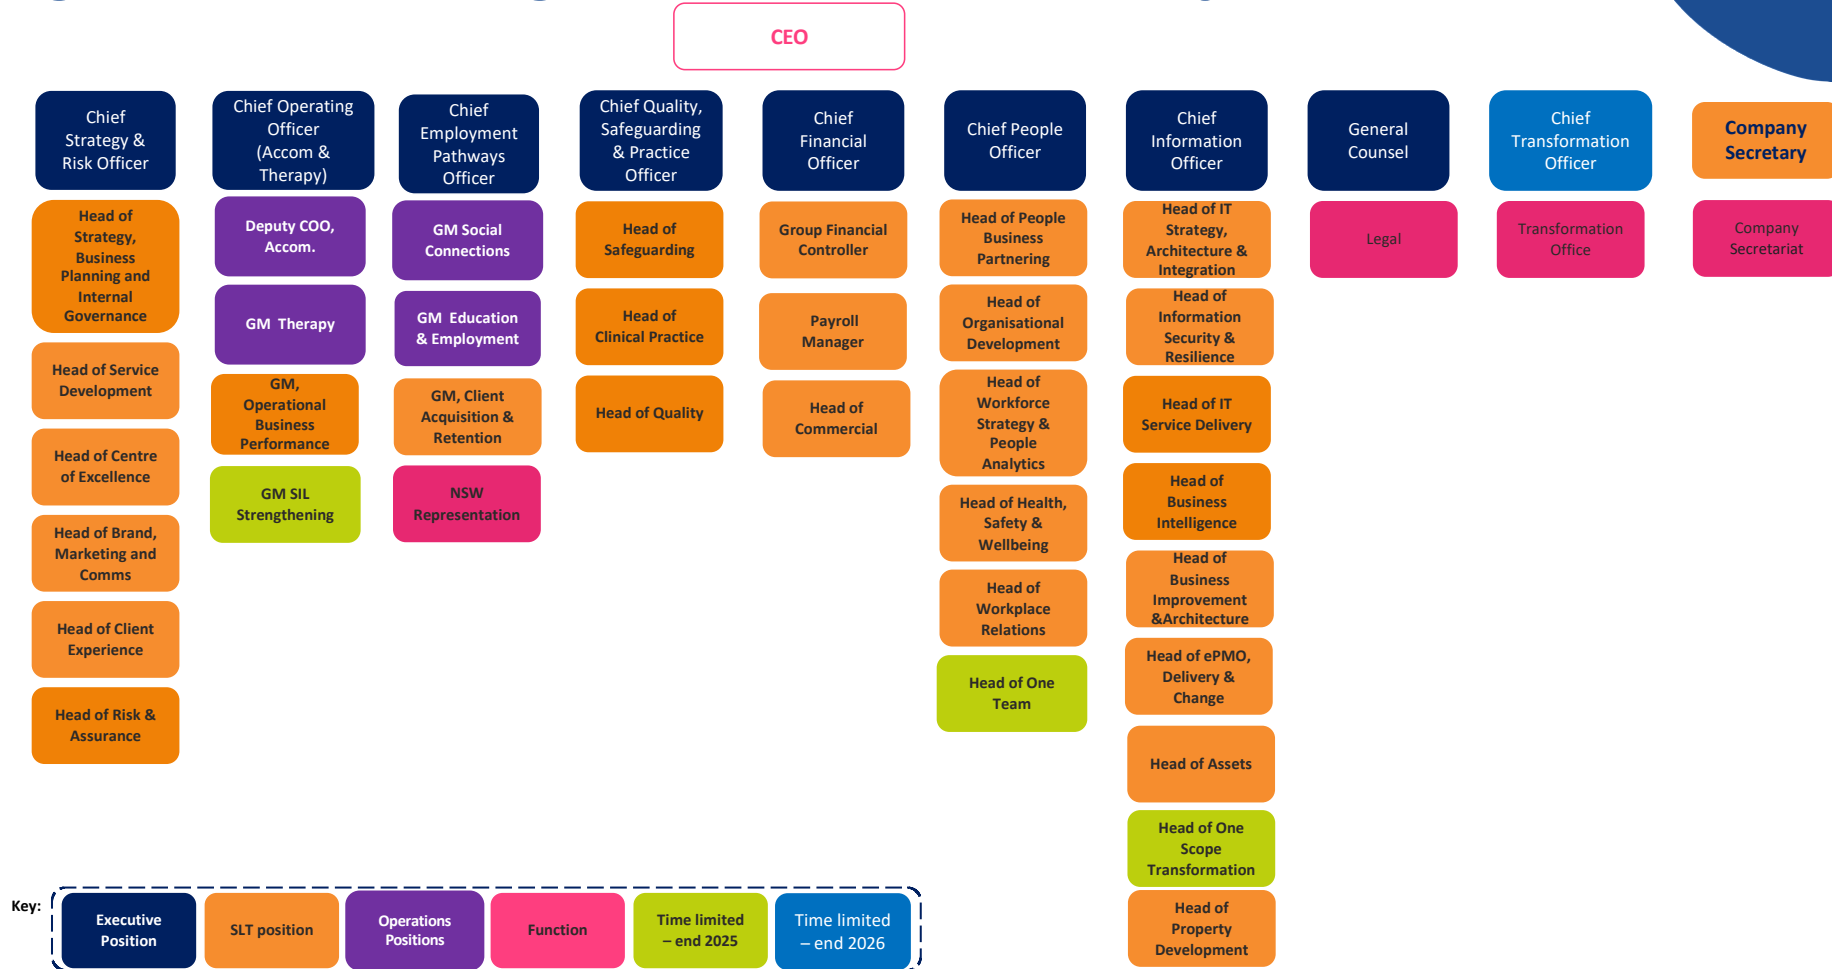 CEO
Chief
Strategy &
Risk Officer
Chief Operating
Officer
(Accom &
Therapy)
Chief
Employment
Pathways
Officer
Chief Quality,
Safeguarding
& Practice
Officer
Chief
Financial
Officer
Chief People
Officer
Chief
Information
Officer
General
Counsel
Chief
Transformation
Officer
Company
Secretary
Head of
Strategy,
Business
Planning and
Internal
Governance
Head of Service
Development
Head of Centre
of Excellence
Head of Brand,
Marketing and
Comms
Head of Client
Experience
Head of Risk &
Assurance
Deputy COO,
Accom.
GM  Therapy
GM,
Operational
Business
Performance
GM SIL
Strengthening
GM Social
Connections
GM  Education
& Employment
GM, Client
Acquisition &
Retention
NSW
Representation
Head of
Safeguarding
Head of
Clinical Practice
Head of Quality
Group Financial
Controller
Payroll
Manager
Head of
Commercial
Head of People
Business
Partnering
Head of
Organisational
Development
Head of
Workforce
Strategy &
People
Analytics
Head of Health,
Safety &
Wellbeing
Head of
Workplace
Relations
Head of One
Team
Head of IT
Strategy,
Architecture &
Integration
Head of
Information
Security &
Resilience
Head of IT
Service Delivery
Head of
Business
Intelligence
Head of
Business
Improvement
&Architecture
Head of ePMO,
Delivery &
Change
Head of Assets
Head of One
Scope
Transformation
Head of
Property
Development
Legal
Transformation
Office
Company
Secretariat
Key:
Executive
Position
SLT position
Operations
Positions
Function
Time limited
– end 2025
Time limited
– end 2026